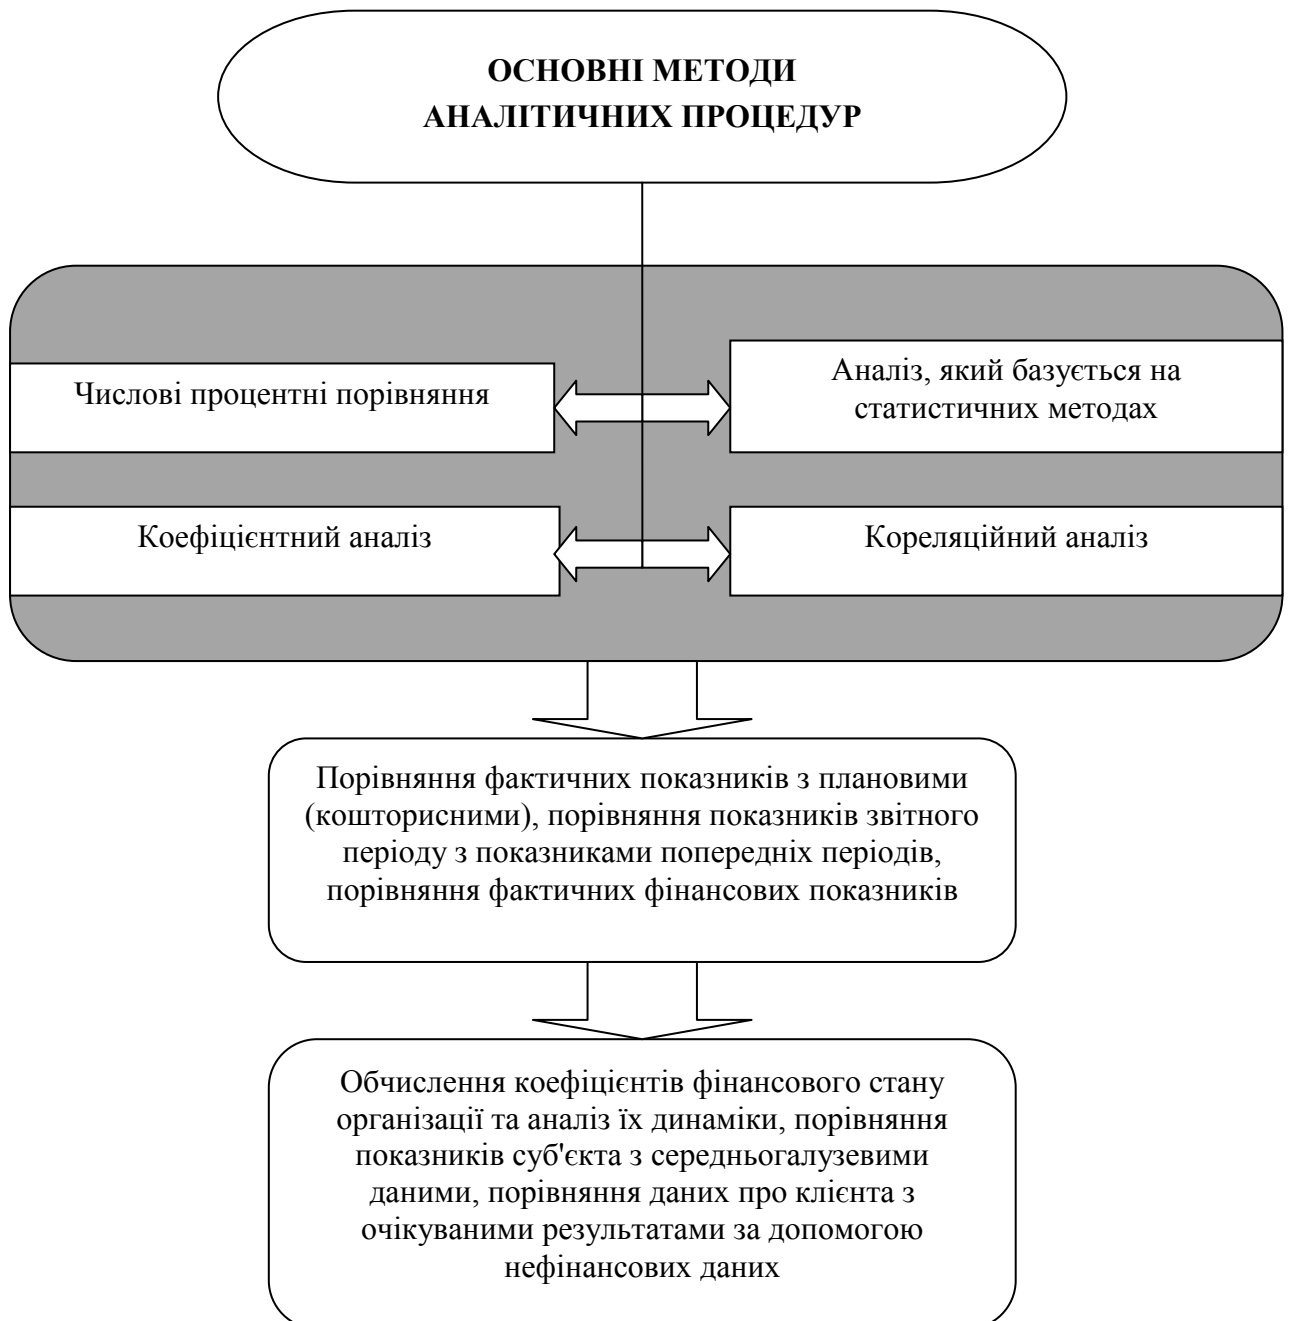 ОСНОВНІ МЕТОДИ
АНАЛІТИЧНИХ ПРОЦЕДУР
Числові процентні порівняння
Аналіз, який базується на
статистичних методах
Коефіцієнтний аналіз
Кореляційний аналіз
Порівняння фактичних показників з плановими
(кошторисними), порівняння показників звітного
періоду з показниками попередніх періодів,
порівняння фактичних фінансових показників
Обчислення коефіцієнтів фінансового стану
організації та аналіз їх динаміки, порівняння
показників суб'єкта з середньогалузевими
даними, порівняння даних про клієнта з
очікуваними результатами за допомогою
нефінансових даних